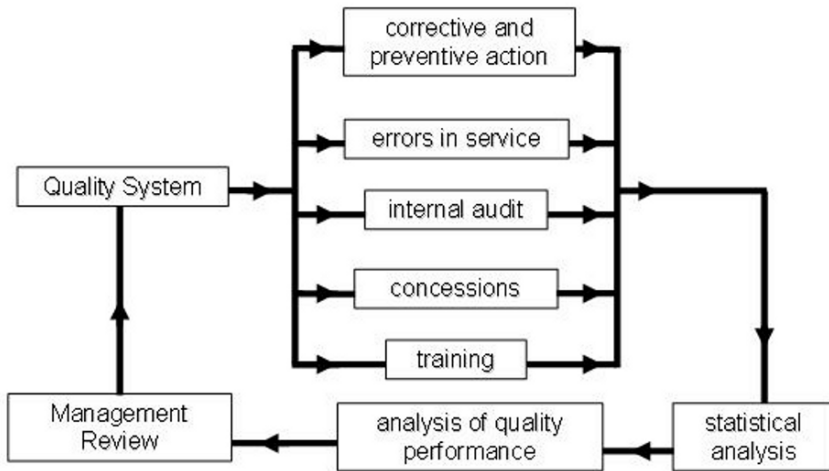 corrective and
preventive action
errors in service
Quality System
internal audit
concessions
training
Management
Review
analysis of quality
performance
statistical
analysis